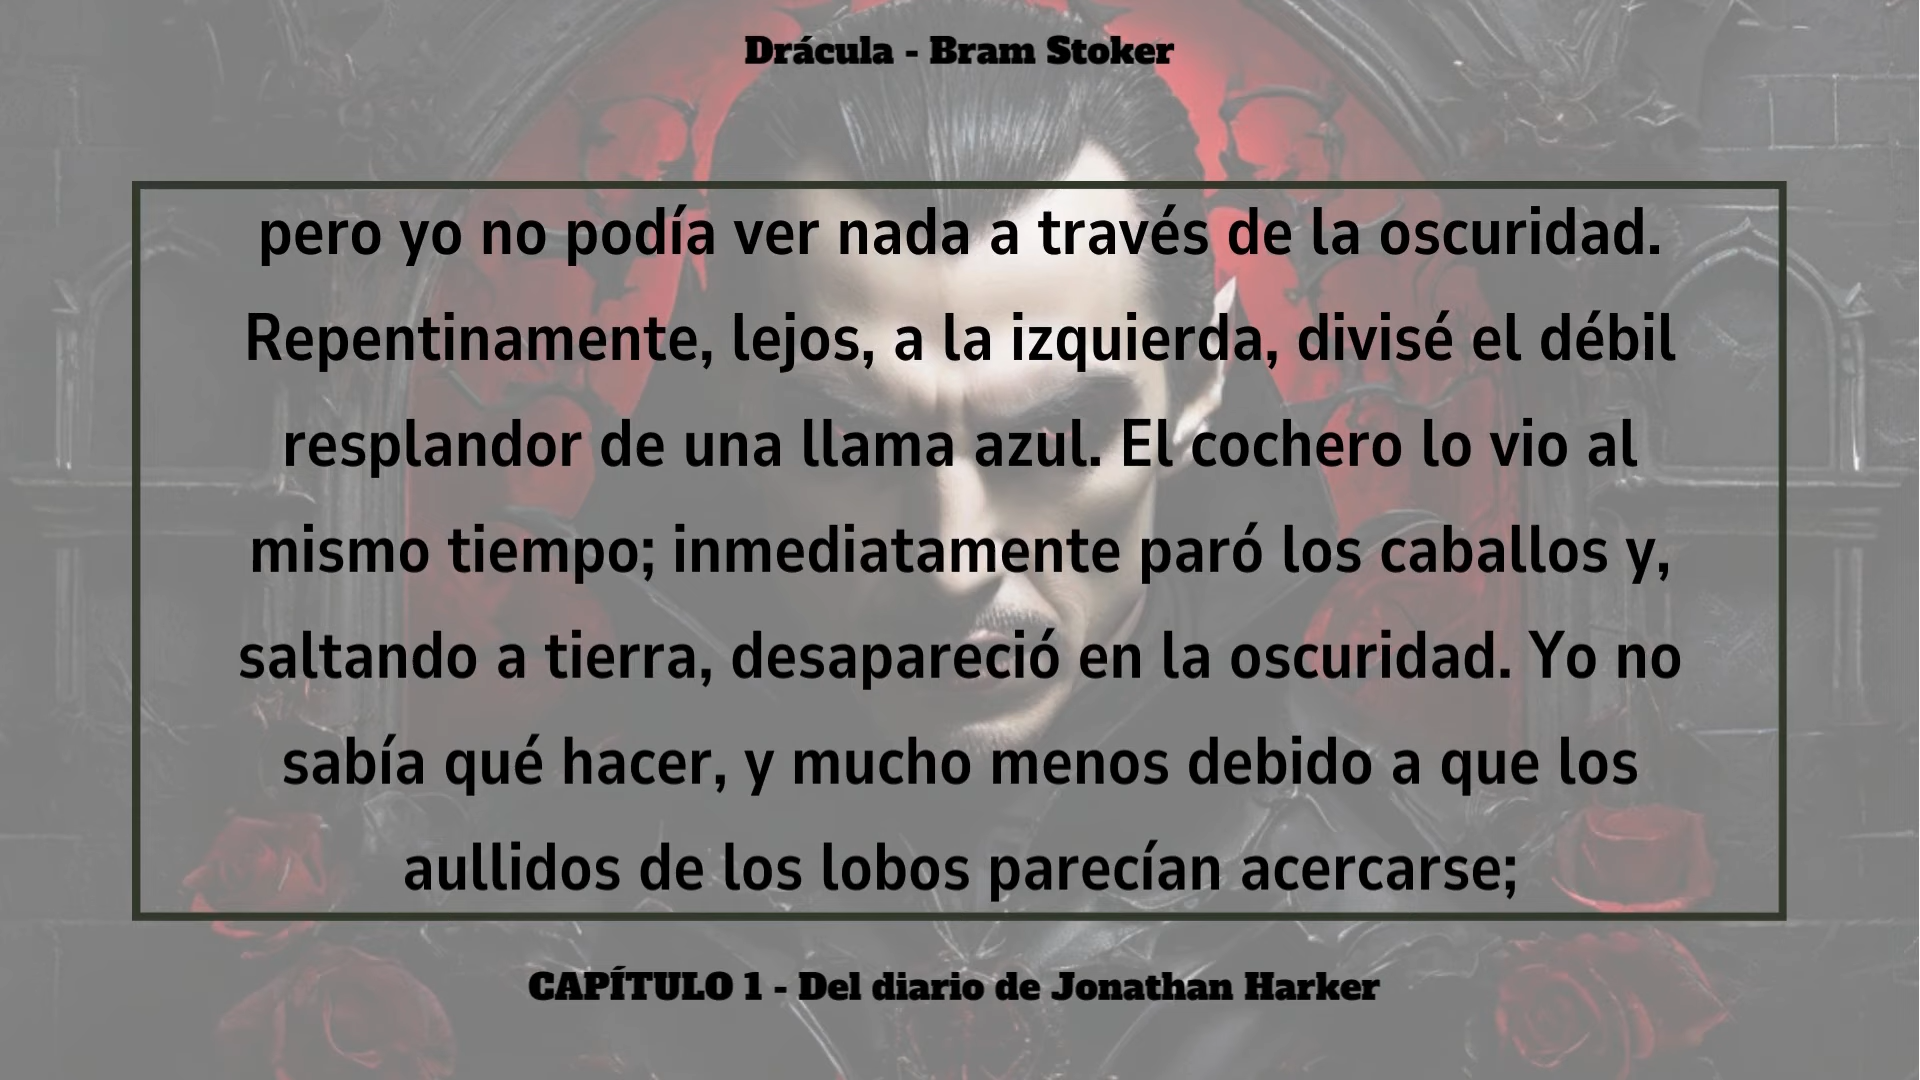 Drácula - Bram Stoker
pero yo no podía ver nada a través de la oscuridad.
Repentinamente, lejos, a la izquierda, divisé el débil
resplandor de una llama azul. El cochero lo vio al
mismo tiempo; inmediatamente paró los caballos y,
saltando a tierra, desapareció en la oscuridad. Yo no
sabía qué hacer, y mucho menos debido a que los
aullidos de los lobos parecían acercarse;
CAPÍTULO 1 - Del diario de Jonathan Harker